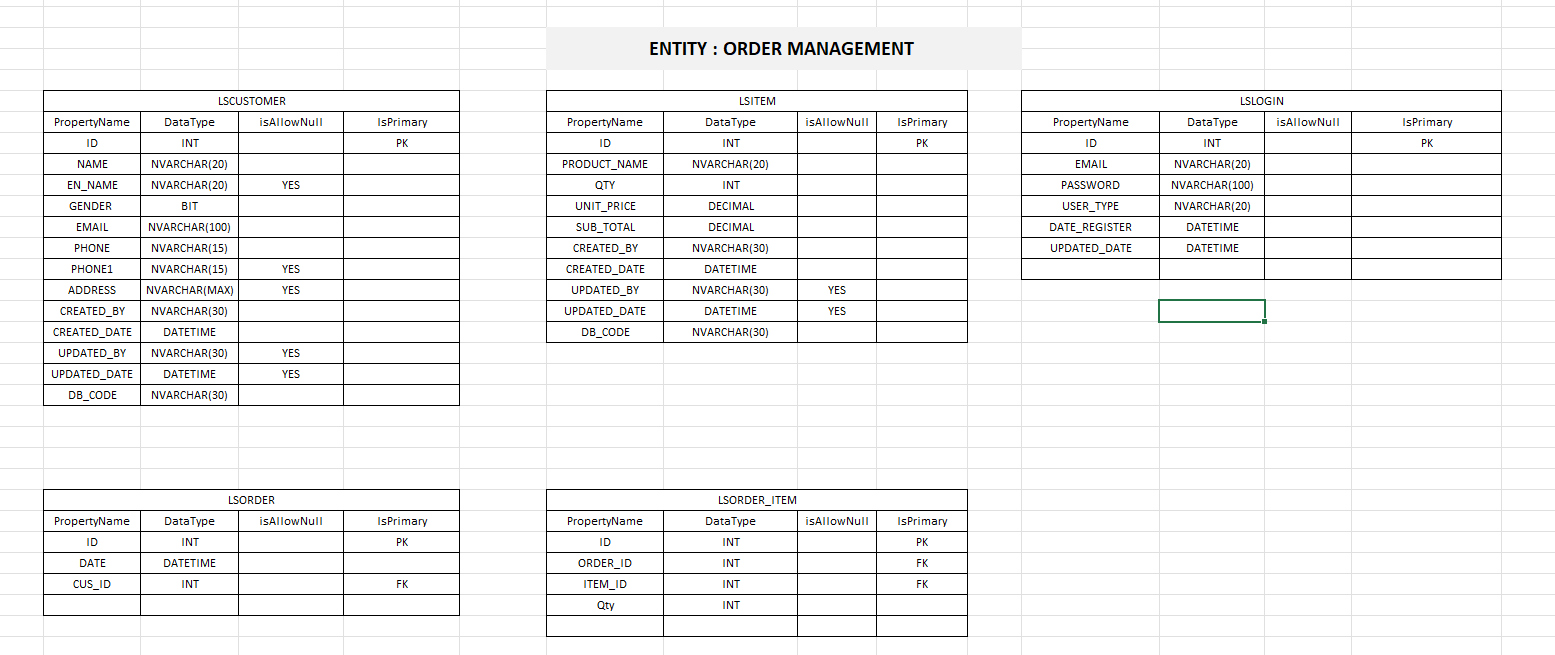 ENTITY : ORDER MANAGEMENT
LSCUSTOMER
PropertyName DataType isAllowNull IsPrimary
ID INT PK
NAME NVARCHAR(20)
EN_NAME NVARCHAR(20) YES
GENDER BIT
EMAIL NVARCHAR(100)
PHONE NVARCHAR(15)
PHONE1 NVARCHAR(15) YES
ADDRESS NVARCHAR(MAX) YES
CREATED_BY NVARCHAR(30)
CREATED_DATE DATETIME
UPDATED_BY NVARCHAR(30) YES
UPDATED_DATE DATETIME YES
DB_CODE NVARCHAR(30)
LSITEM
PropertyName DataType isAllowNull IsPrimary
ID INT PK
PRODUCT_NAME NVARCHAR(20)
QTY INT
UNIT_PRICE DECIMAL
SUB_TOTAL DECIMAL
CREATED_BY NVARCHAR(30)
CREATED_DATE DATETIME
UPDATED_BY NVARCHAR(30) YES
UPDATED_DATE DATETIME YES
DB_CODE NVARCHAR(30)
LSLOGIN
PropertyName DataType isAllowNull IsPrimary
ID INT PK
EMAIL NVARCHAR(20)
PASSWORD NVARCHAR(100)
USER_TYPE NVARCHAR(20)
DATE_REGISTER DATETIME
UPDATED_DATE DATETIME
LSORDER
PropertyName DataType isAllowNull IsPrimary
ID INT PK
DATE DATETIME
CUS_ID INT FK
LSORDER_ITEM
PropertyName DataType isAllowNull IsPrimary
ID INT PK
ORDER_ID INT FK
ITEM_ID INT FK
Qty INT